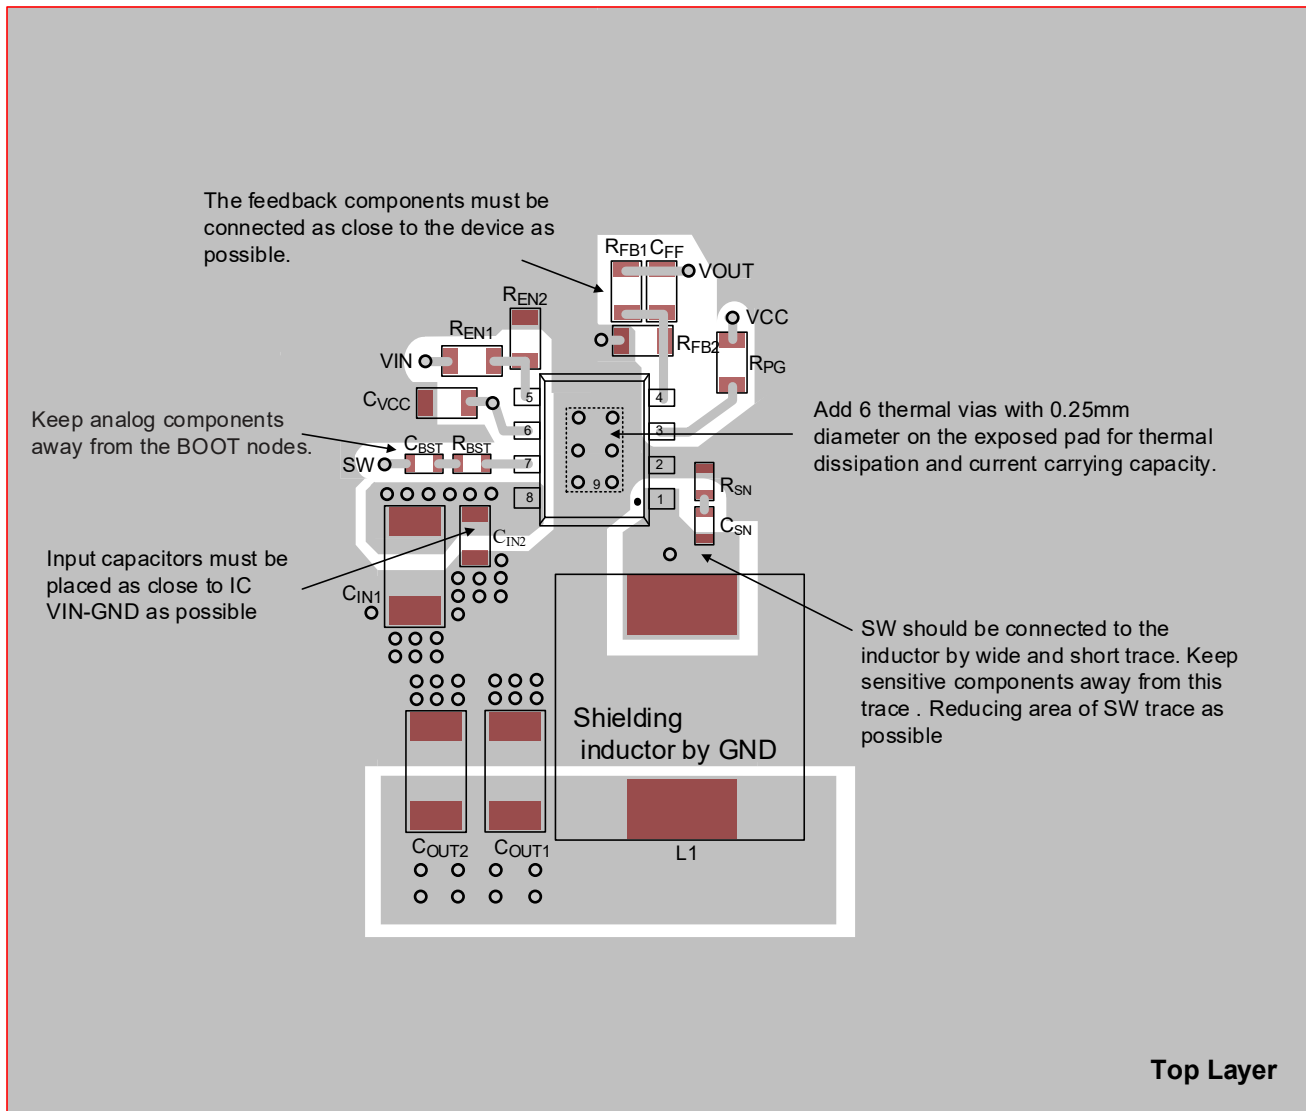 The feedback components must be
connected as close to the device as
possible.
RFB1 CFF
VOUT
REN2
VCC
REN1
RFB2
VIN
RPG
CVCC
5
4
Keep analog components
away from the BOOT nodes.
6
3
Add 6 thermal vias with 0.25mm
diameter on the exposed pad for thermal
dissipation and current carrying capacity.
CBST RBST
SW
7
2
9
RSN
8
1
CSN
CIN2
Input capacitors must be
placed as close to IC
VIN-GND as possible
CIN1
SW should be connected to the
inductor by wide and short trace. Keep
sensitive components away from this
trace . Reducing area of SW trace as
possible
Shielding
inductor by GND
COUT2
COUT1
L1
Top Layer